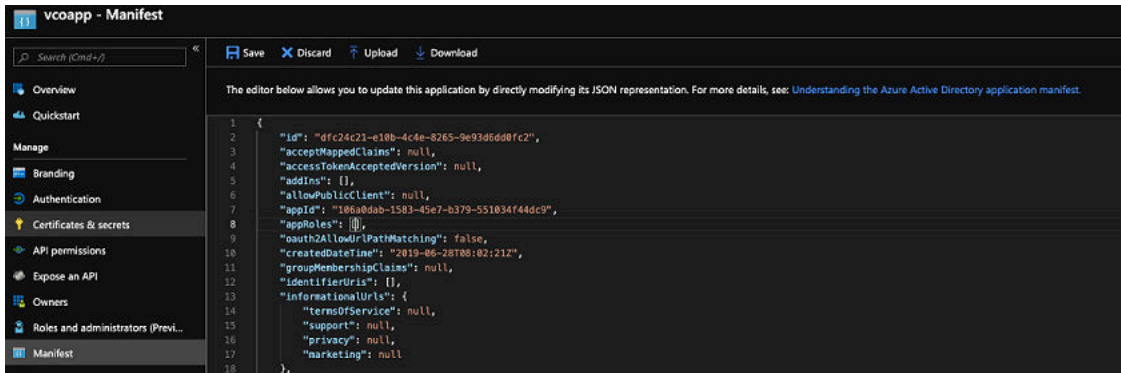 vcoapp - Manifest
Search (Cmd+/)
«
Save Discard Upload Download
Overview
Quickstart
Manage
Branding
Authentication
Certificates & secrets
API permissions
Expose an API
Owners
Roles and administrators (Previ...
Manifest
The editor below allows you to update this application by directly modifying its JSON representation. For more details, see: Understanding the Azure Active Directory application manifest.
1 {
2 "id": "dfc24c21-e10b-4c4e-8265-9e93d6dd0fc2",
3 "acceptMappedClaims": null,
4 "accessTokenAcceptedVersion": null,
5 "addIns": [],
6 "allowPublicClient": null,
7 "appId": "106a0dab-1583-45e7-b379-551034f44dc9",
8 "appRoles": [],
9 "oauth2AllowUrlPathMatching": false,
10 "createdDateTime": "2019-06-28T08:02:21Z",
11 "groupMembershipClaims": null,
12 "identifierUris": [],
13 "informationalUrls": {
14 "termsOfService": null,
15 "support": null,
16 "privacy": null,
17 "marketing": null
18 },